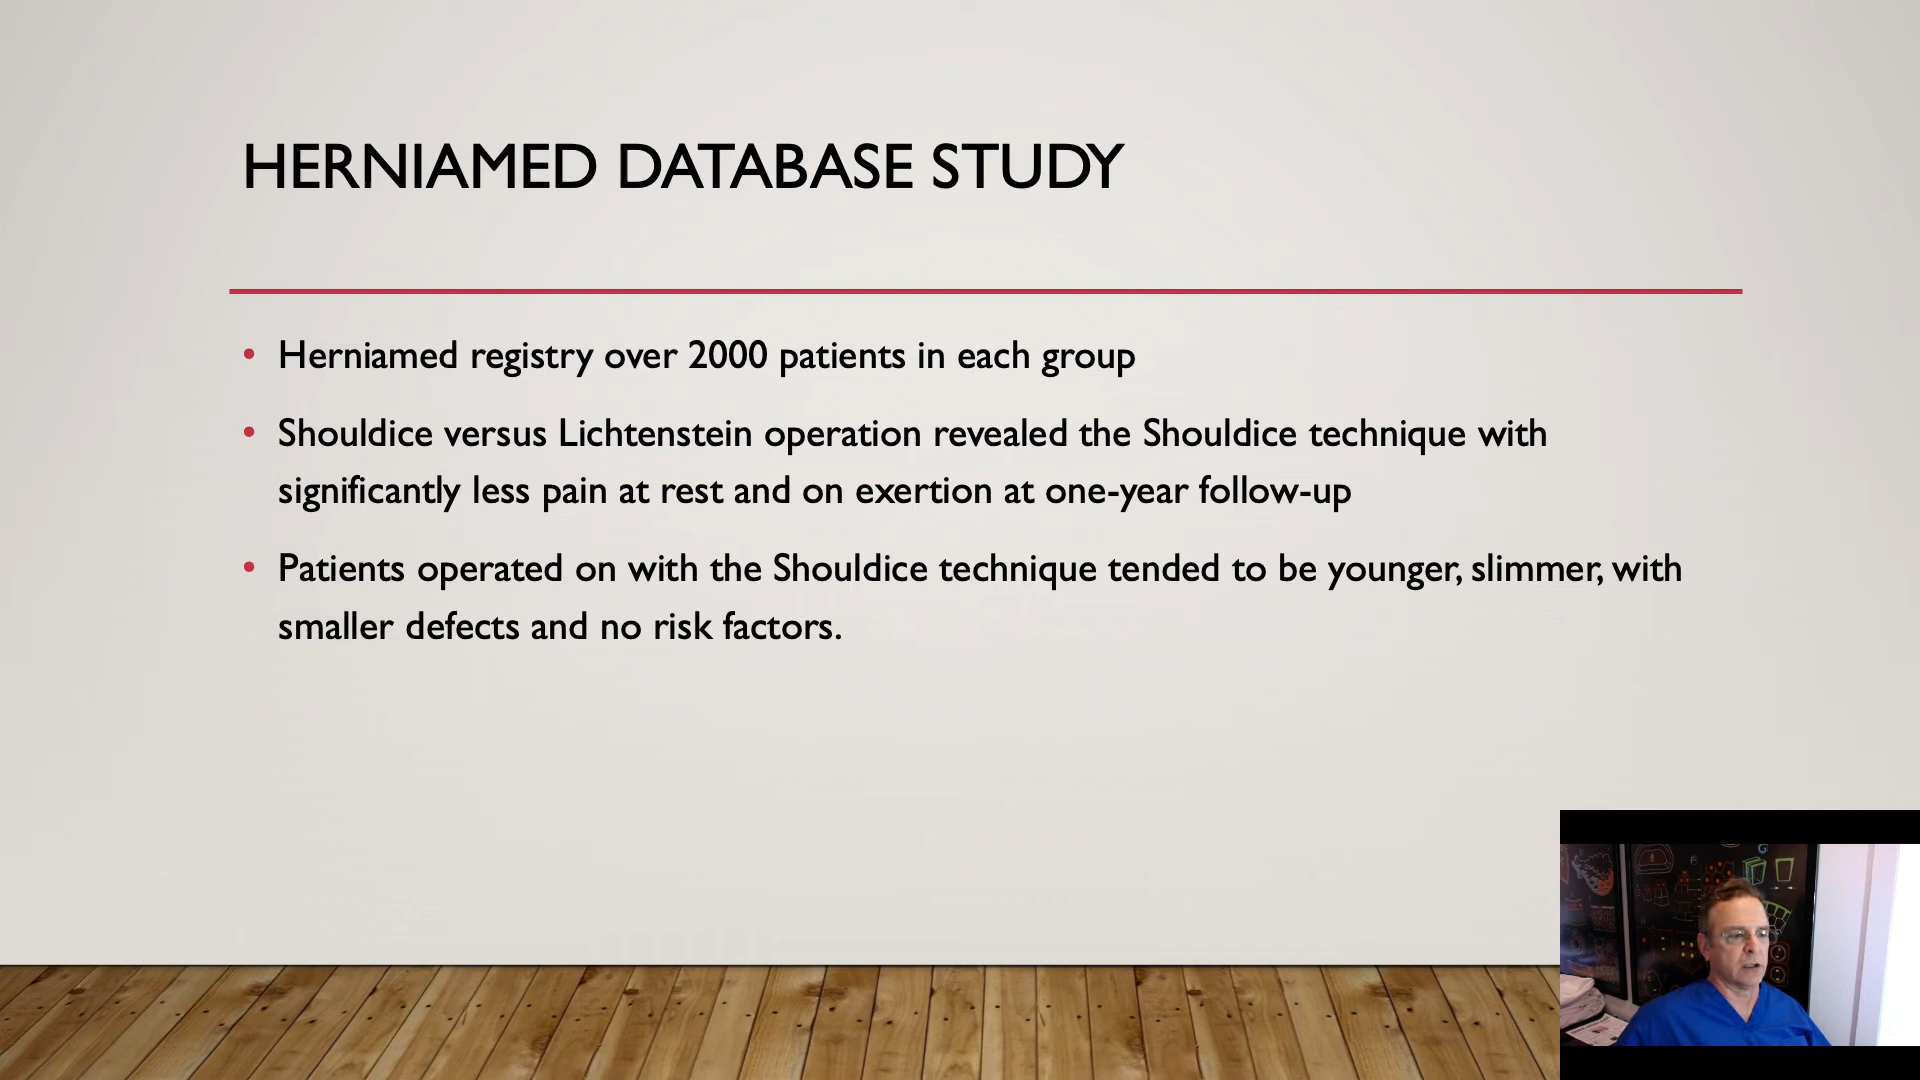 HERNIAMED DATABASE STUDY
• Herniamed registry over 2000 patients in each group
• Shouldice versus Lichtenstein operation revealed the Shouldice technique with
significantly less pain at rest and on exertion at one-year follow-up
• Patients operated on with the Shouldice technique tended to be younger, slimmer, with
smaller defects and no risk factors.